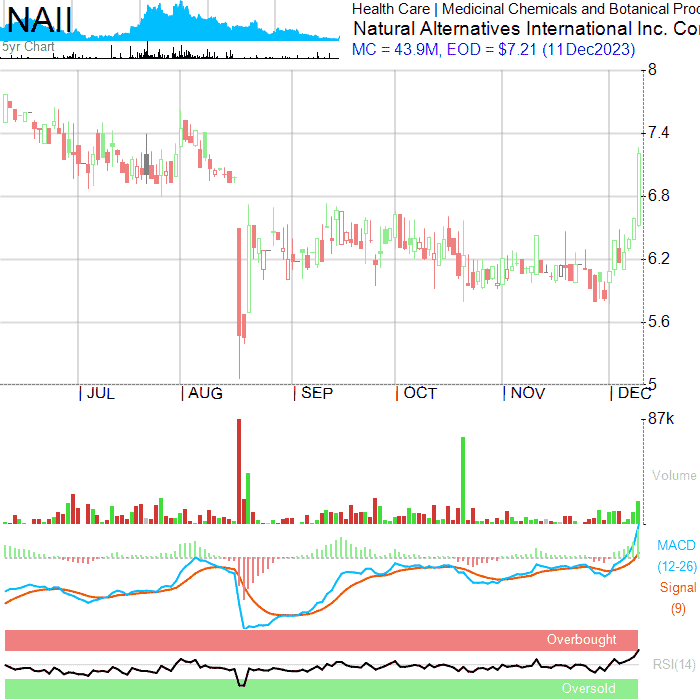 NAII
5yr Chart
Health Care | Medicinal Chemicals and Botanical Prod
Natural Alternatives International Inc. Cor
MC = 43.9M, EOD = $7.21 (11Dec2023)
8
7.4
6.8
6.2
5.6
5
| JUL | AUG | SEP | OCT | NOV | DEC
87k
Volume
MACD
(12-26)
Signal
(9)
Overbought
RSI(14)
Oversold